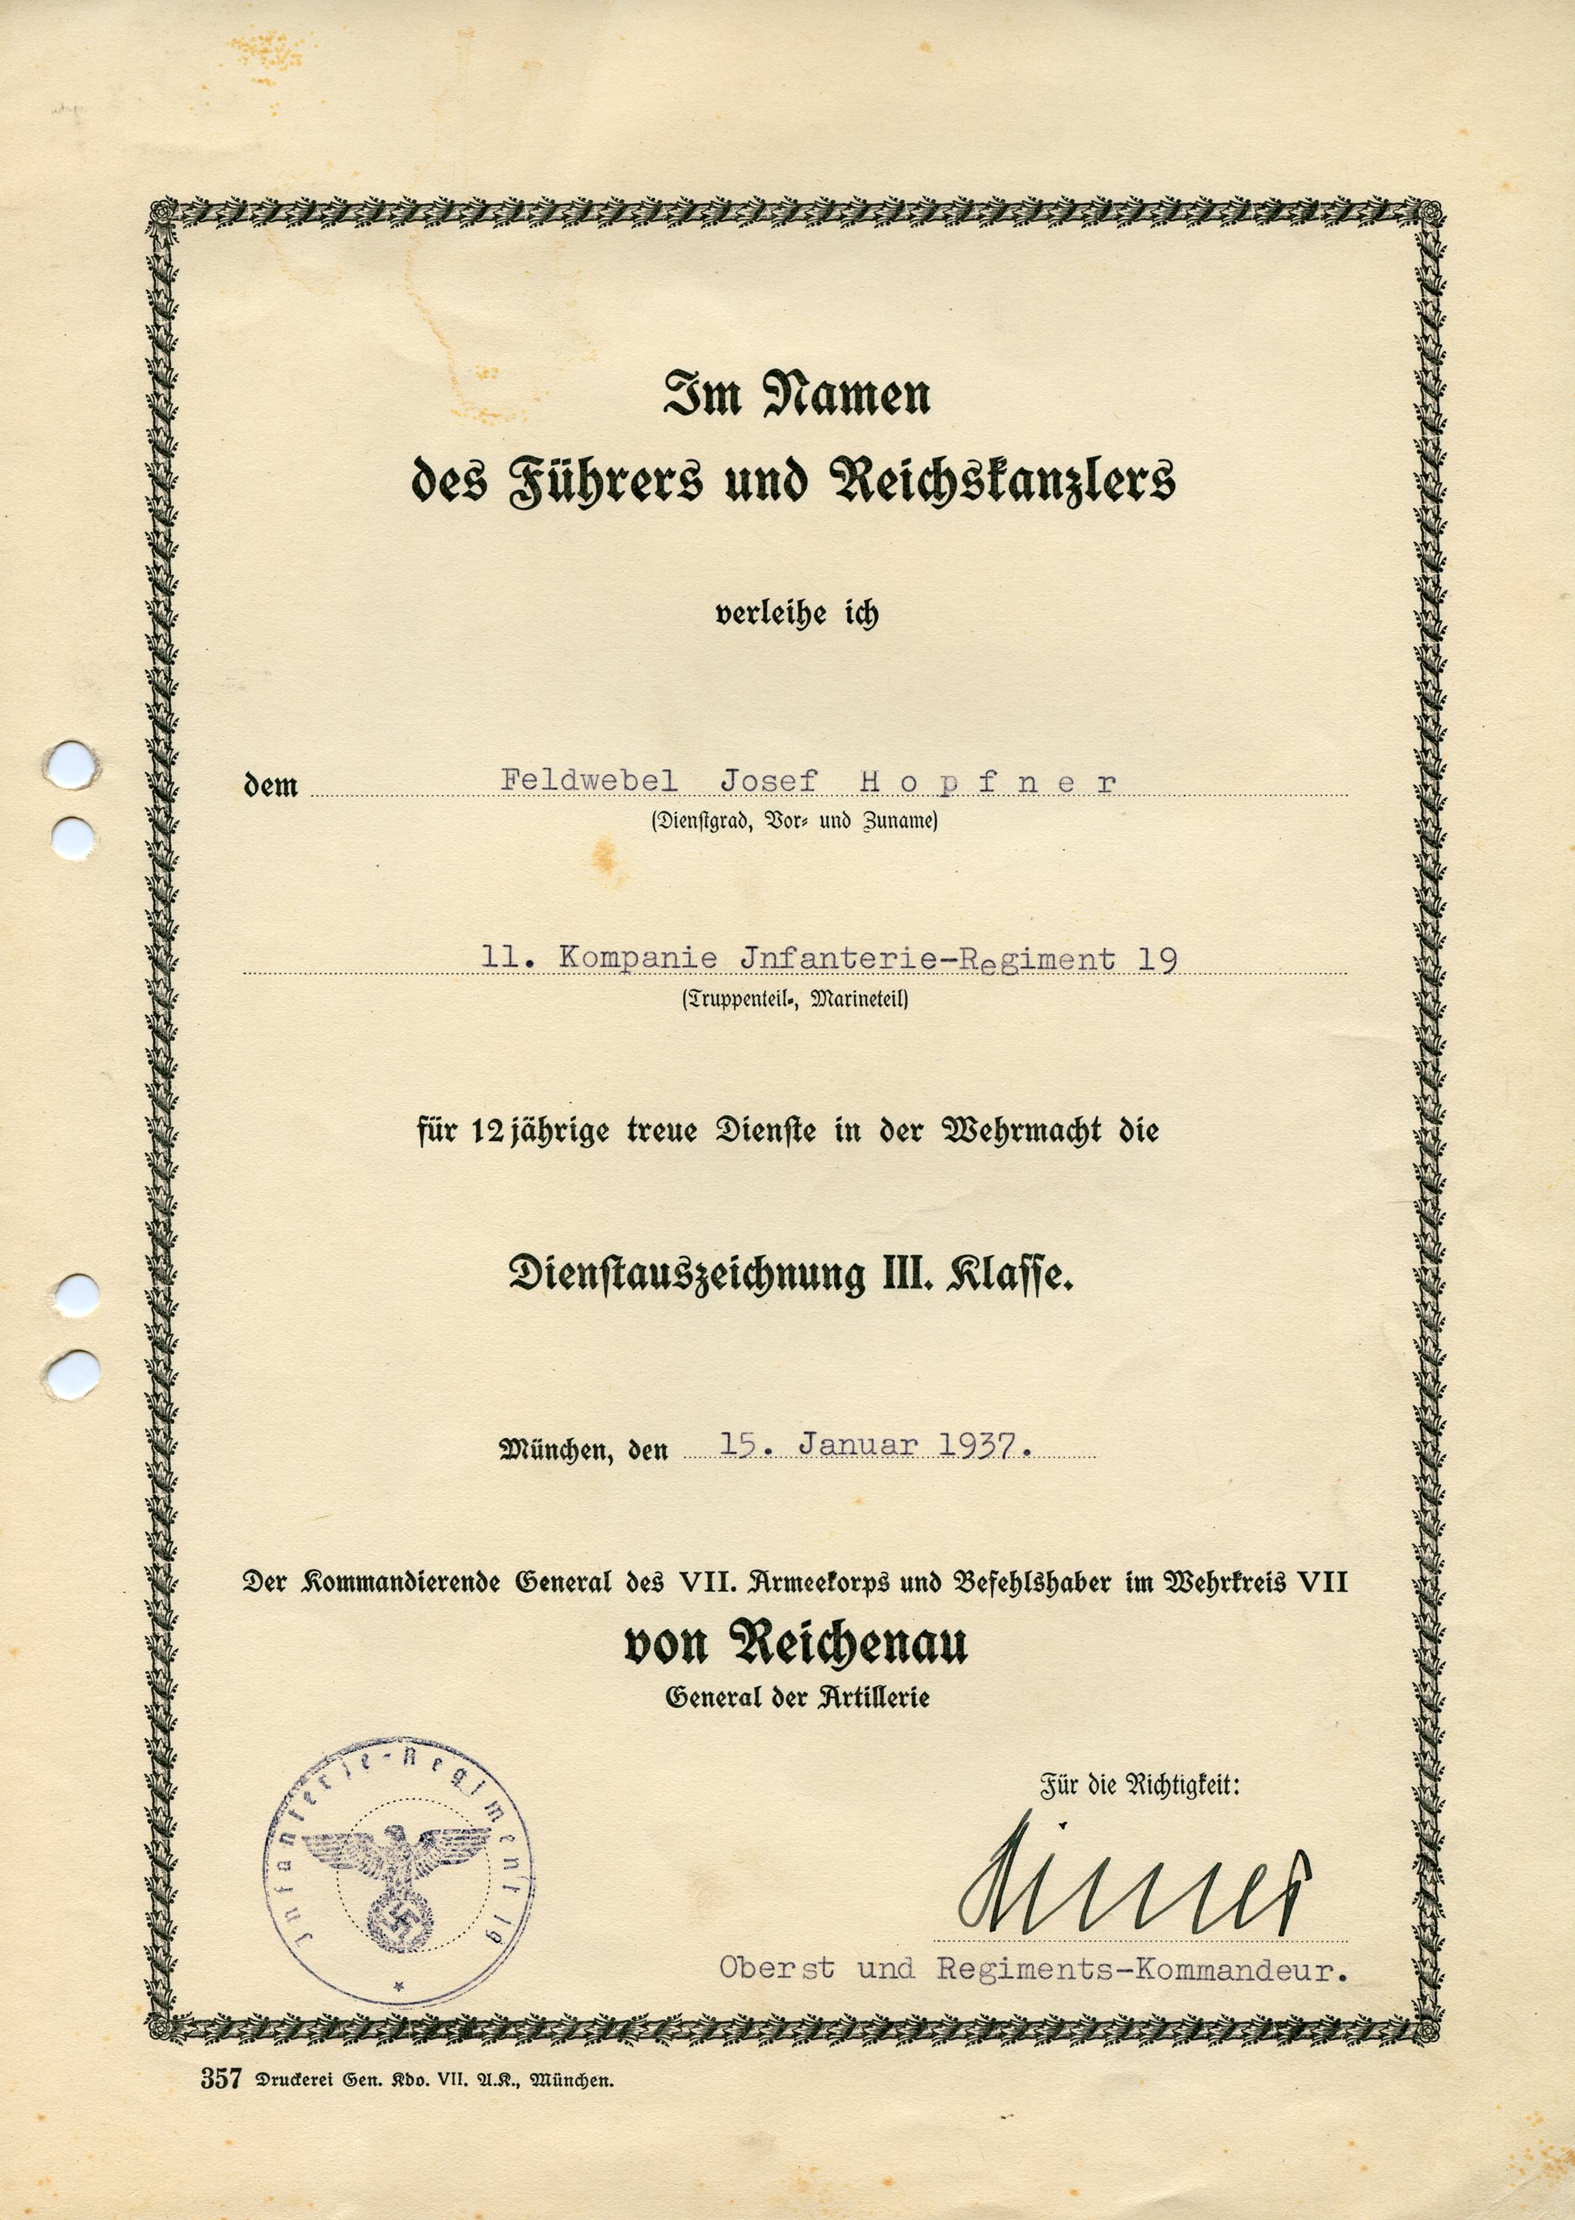 Im Namen
des Führers und Reichskanzlers
verleihe ich
dem Feldwebel Josef H o p f n e r
(Dienstgrad, Vor- und Zuname)
11. Kompanie Jnfanterie-Regiment 19
(Truppenteil-, Marineteil)
für 12jährige treue Dienste in der Wehrmacht die
Dienstauszeichnung III. Klasse.
München, den 15. Januar 1937.
Der Kommandierende General des VII. Armeekorps und Befehlshaber im Wehrkreis VII
von Reichenau
General der Artillerie
Infanterie-Regiment 19
Für die Richtigkeit:
Oberst und Regiments-Kommandeur.
357 Druckerei Gen. Kdo. VII. A.K., München.